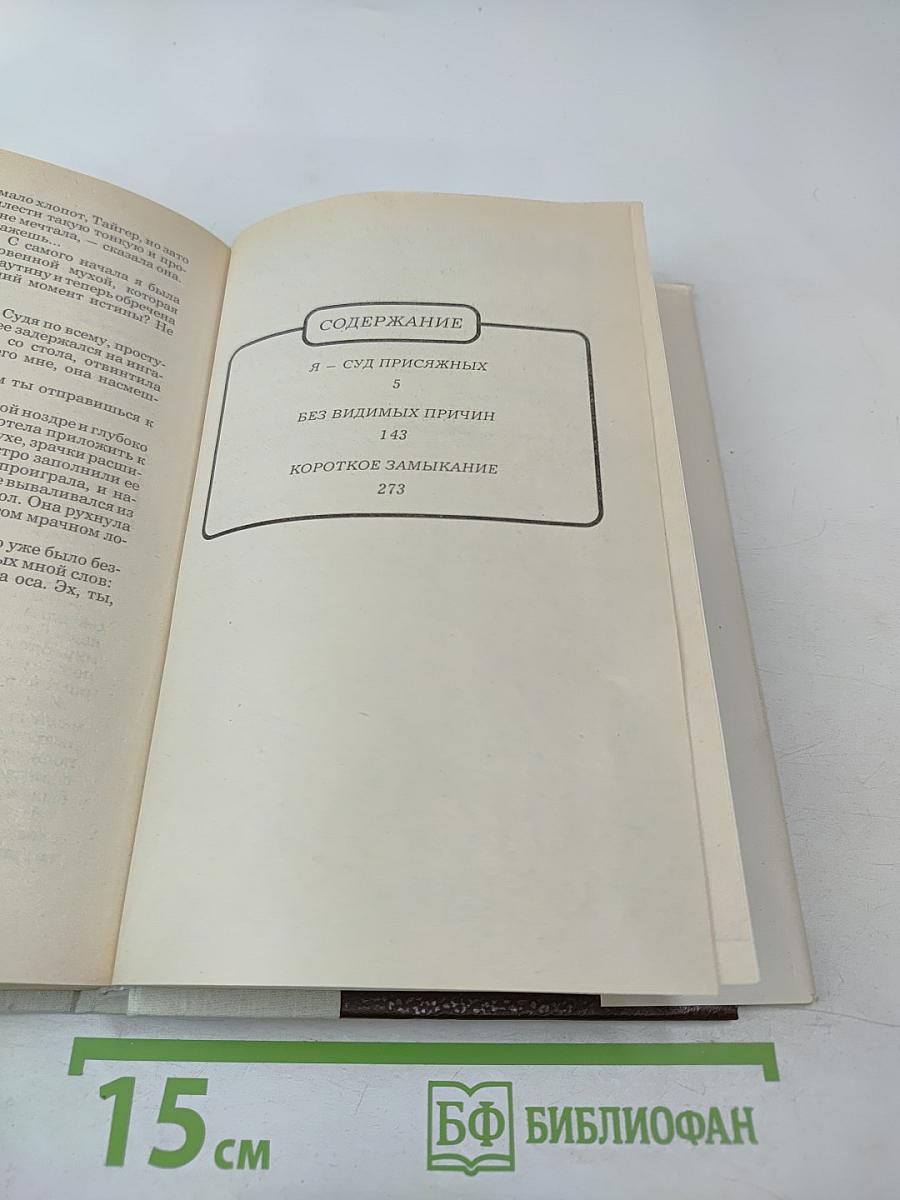 мало хлопот, Тайгер, но зато
плести такую тонкую и про-
не мечтала, — сказала она.
ажешь...
С самого начала я была
овенной мухой, которая
аутину и теперь обречена
ий момент истины? Не
Судя по всему, просту-
ее задержался на инга-
со стола, отвинтила
его мне, она насмеш-
м ты отправишься к
ой ноздре и глубоко
отела приложить к
ухе, зрачки расши-
стро заполнили ее
проиграла, и на-
е вываливался из
ол. Она рухнула
том мрачном ло-
о уже было без-
ых мной слов:
а оса. Эх, ты,
СОДЕРЖАНИЕ
Я — СУД ПРИСЯЖНЫХ
5
БЕЗ ВИДИМЫХ ПРИЧИН
143
КОРОТКОЕ ЗАМЫКАНИЕ
273
15 см
БФ БИБЛИОФАН